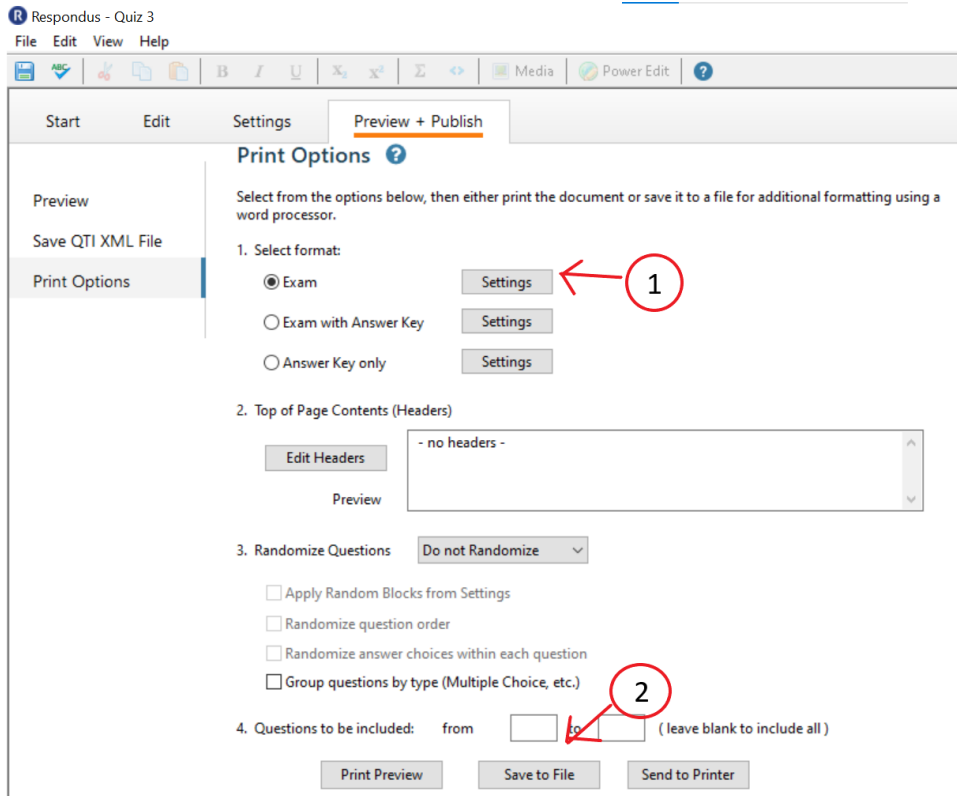 R Respondus - Quiz 3
File Edit View Help
ABC B I U X₂ X² Σ <> Media Power Edit ?
Start Edit Settings Preview + Publish
Print Options ?
Preview
Save QTI XML File
Print Options
Select from the options below, then either print the document or save it to a file for additional formatting using a
word processor.
1. Select format:
Exam Settings 1
Exam with Answer Key Settings
Answer Key only Settings
2. Top of Page Contents (Headers)
Edit Headers - no headers -
Preview
3. Randomize Questions Do not Randomize
Apply Random Blocks from Settings
Randomize question order
Randomize answer choices within each question
Group questions by type (Multiple Choice, etc.) 2
4. Questions to be included: from to ( leave blank to include all )
Print Preview Save to File Send to Printer